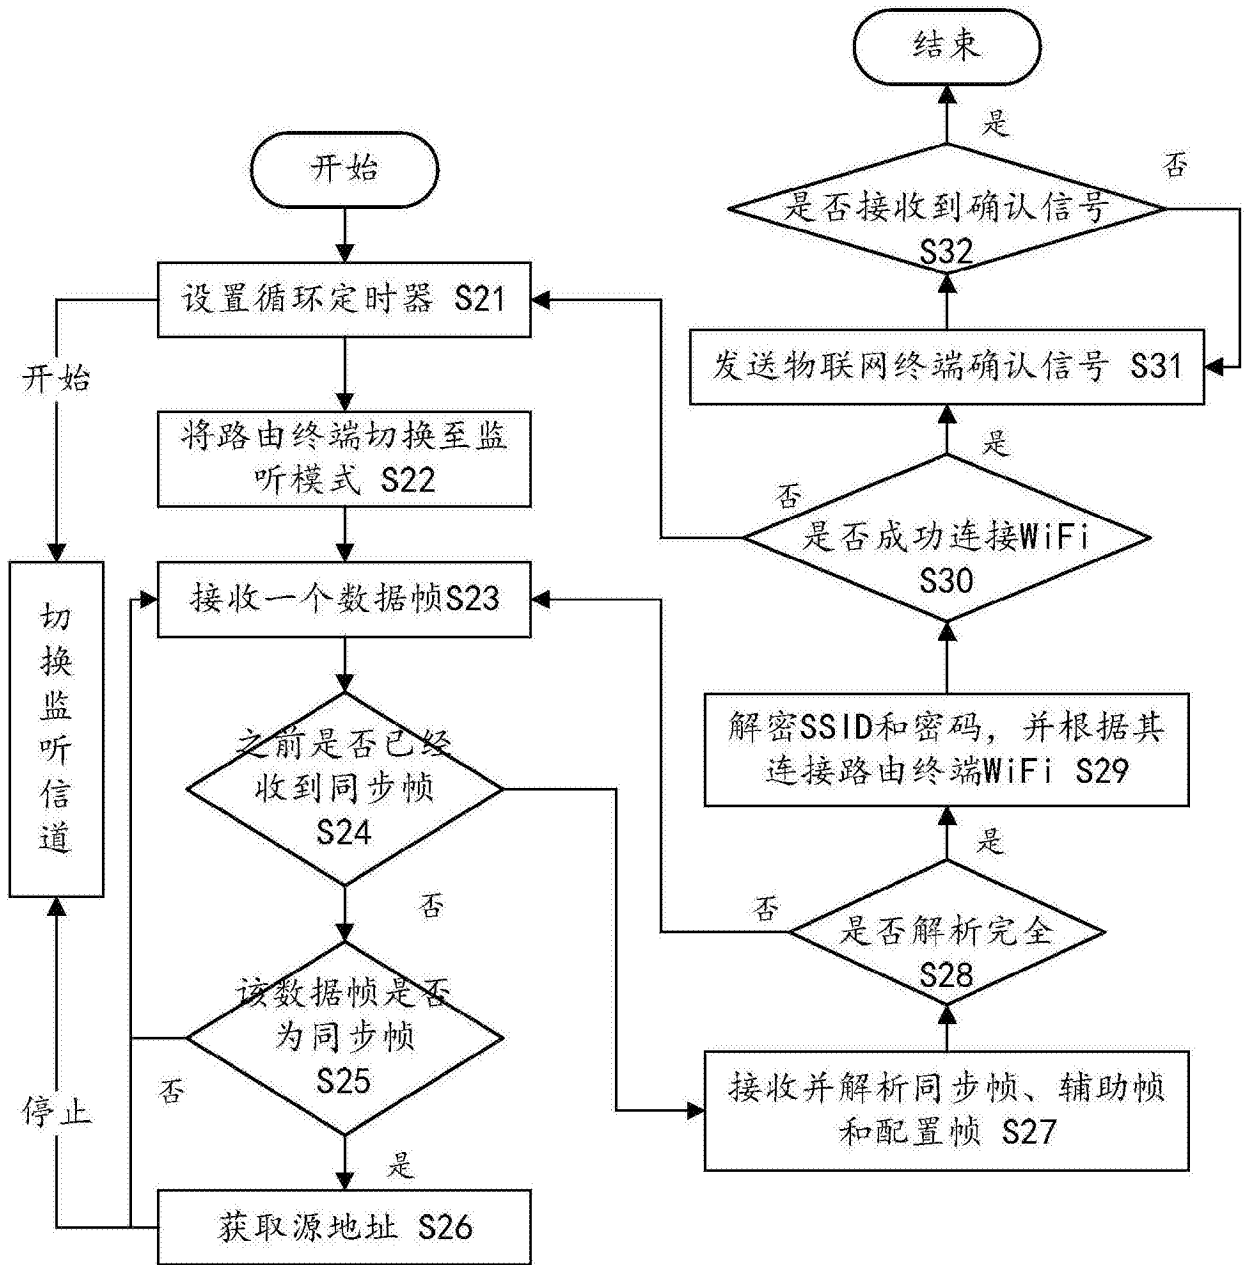 开始
设置循环定时器 S21
开始
将路由终端切换至监
听模式 S22
接收一个数据帧S23
切
换
监
听
信
道
之前是否已经
收到同步帧
S24
否
该数据帧是否
为同步帧
S25
否
停止
是
获取源地址 S26
接收并解析同步帧、辅助帧
和配置帧 S27
是否解析完全
S28
否
是
解密SSID和密码，并根据其
连接路由终端WiFi S29
是否成功连接WiFi
S30
否
是
发送物联网终端确认信号 S31
是否接收到确认信号
S32
否
是
结束